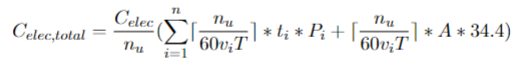 C_{elec,total} = \frac{C_{elec}}{n_u} (\sum_{i=1}^{n} \lceil \frac{n_u}{60 v_i T} \rceil * t_i * P_i + \lceil \frac{n_u}{60 v_i T} \rceil * A * 34.4)